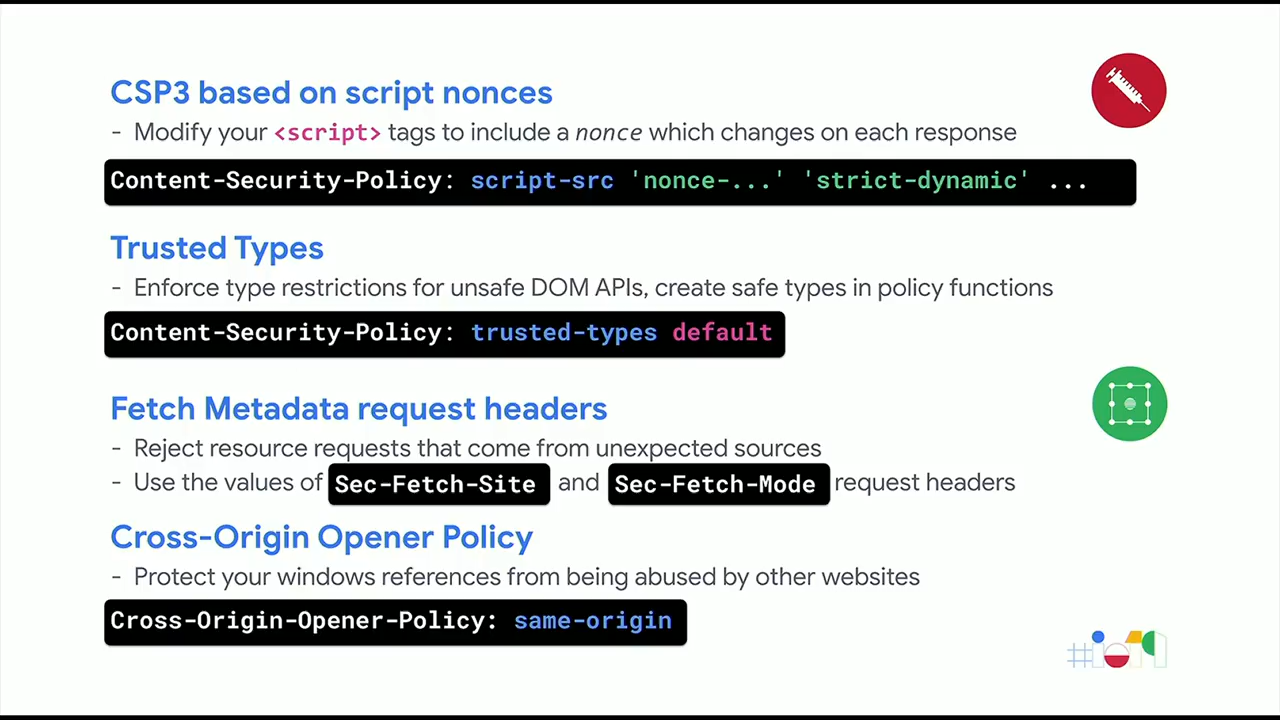 CSP3 based on script nonces
- Modify your <script> tags to include a nonce which changes on each response
Content-Security-Policy: script-src 'nonce-...' 'strict-dynamic' ...
Trusted Types
- Enforce type restrictions for unsafe DOM APIs, create safe types in policy functions
Content-Security-Policy: trusted-types default
Fetch Metadata request headers
- Reject resource requests that come from unexpected sources
- Use the values of Sec-Fetch-Site and Sec-Fetch-Mode request headers
Cross-Origin Opener Policy
- Protect your windows references from being abused by other websites
Cross-Origin-Opener-Policy: same-origin
#io19